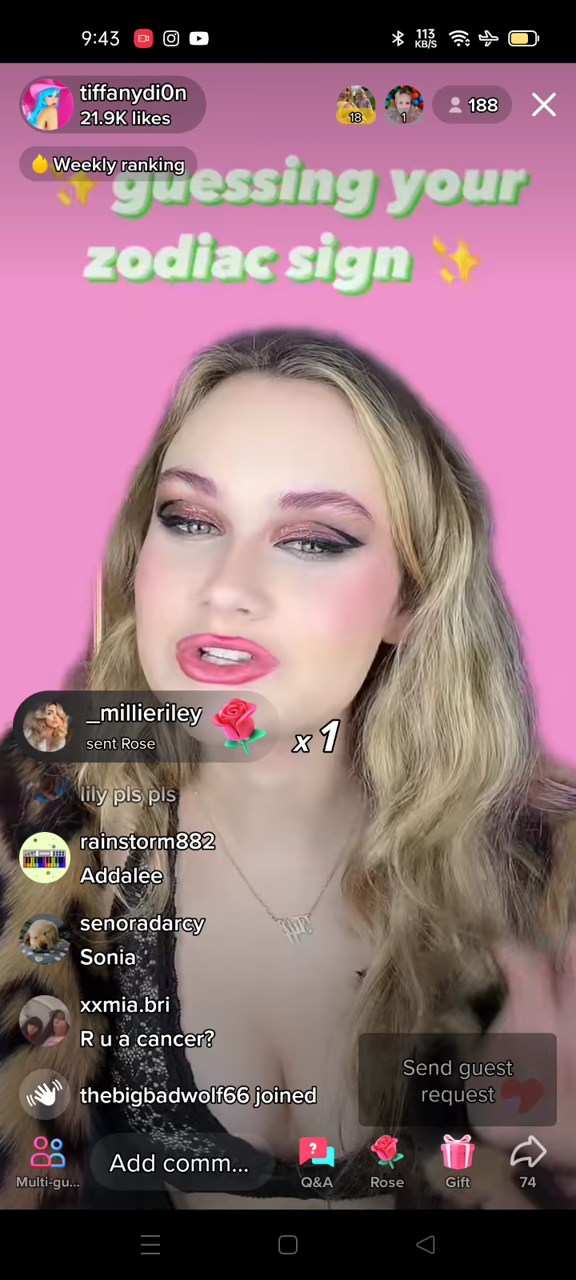 9:43
113
KB/S
tiffanydi0n
21.9K likes
18
1
188
Weekly ranking
✨ guessing your
zodiac sign ✨
_millieriley
sent Rose
x 1
lily pls pls
rainstorm882
Addalee
senoradarcy
Sonia
xxmia.bri
R u a cancer?
thebigbadwolf66 joined
Send guest
request
Multi-gu...
Add comm...
Q&A
Rose
Gift
74